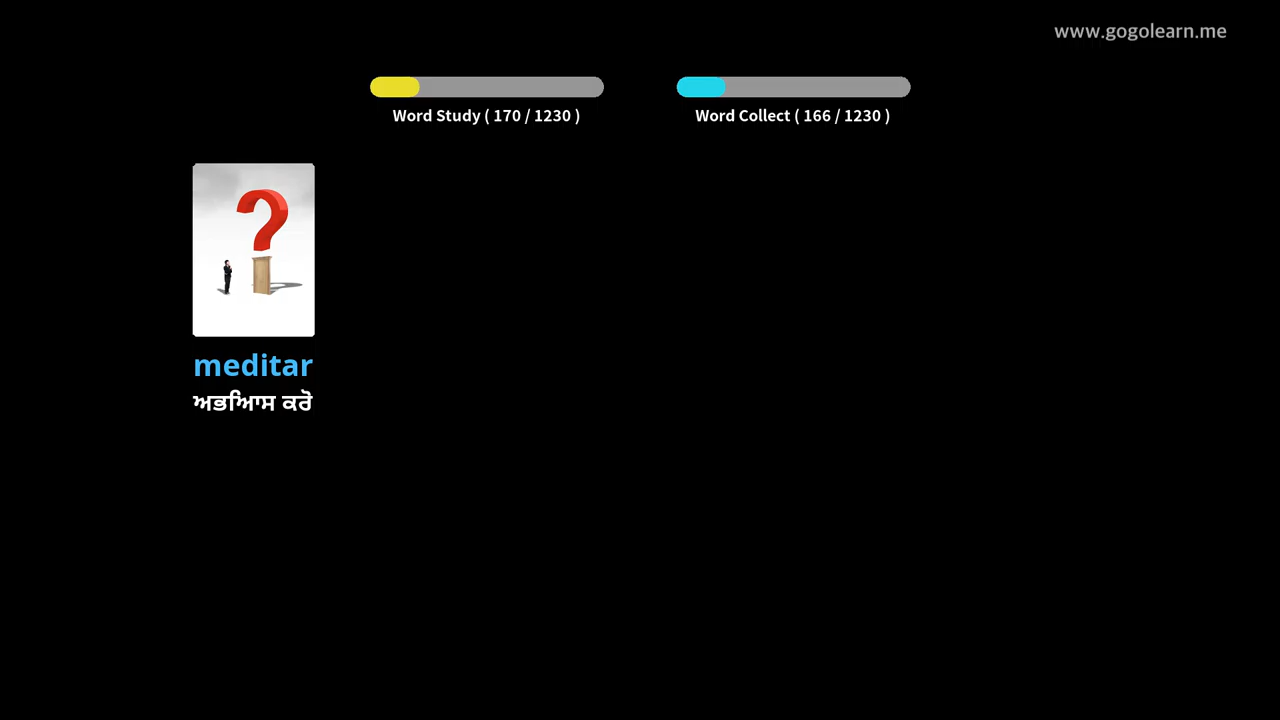 www.gogolearn.me
Word Study ( 170 / 1230 )
Word Collect ( 166 / 1230 )
meditar
ਅਭਿਆਸ ਕਰੋ